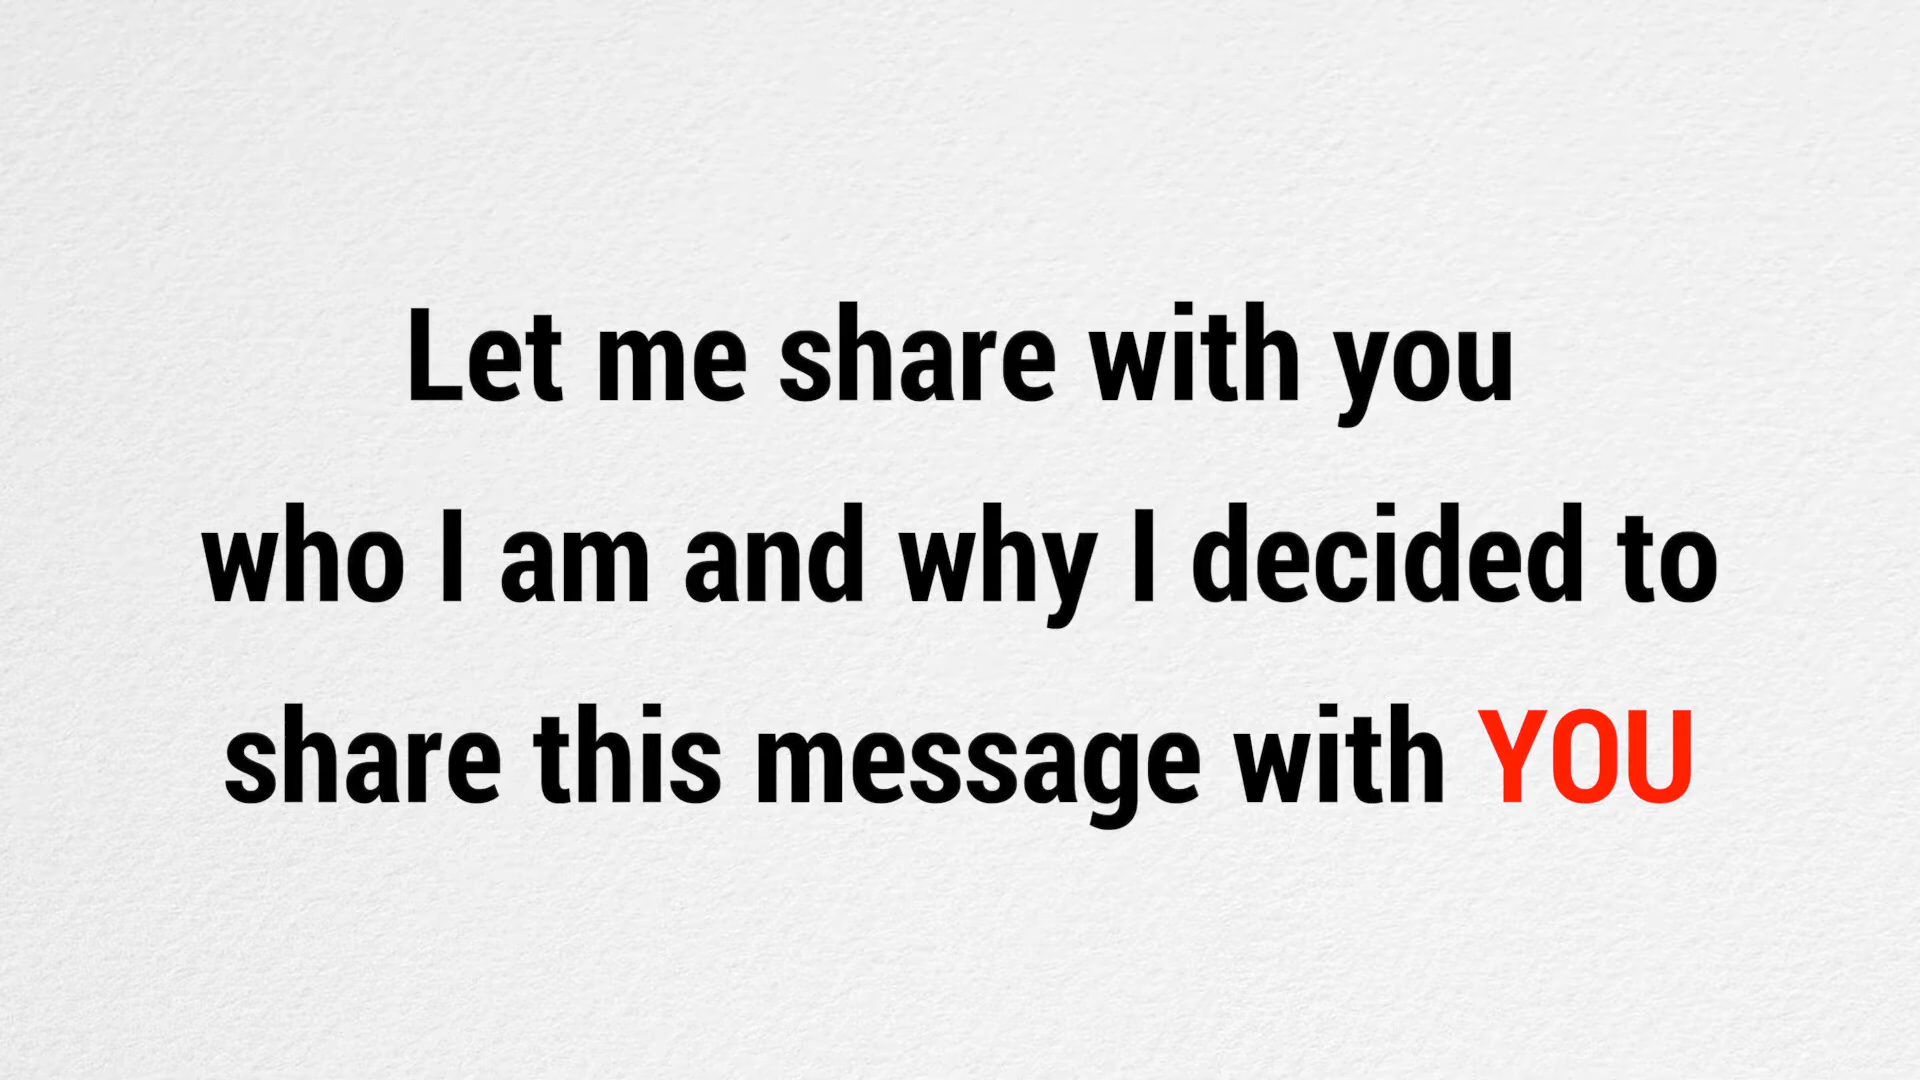 Let me share with you
who I am and why I decided to
share this message with YOU